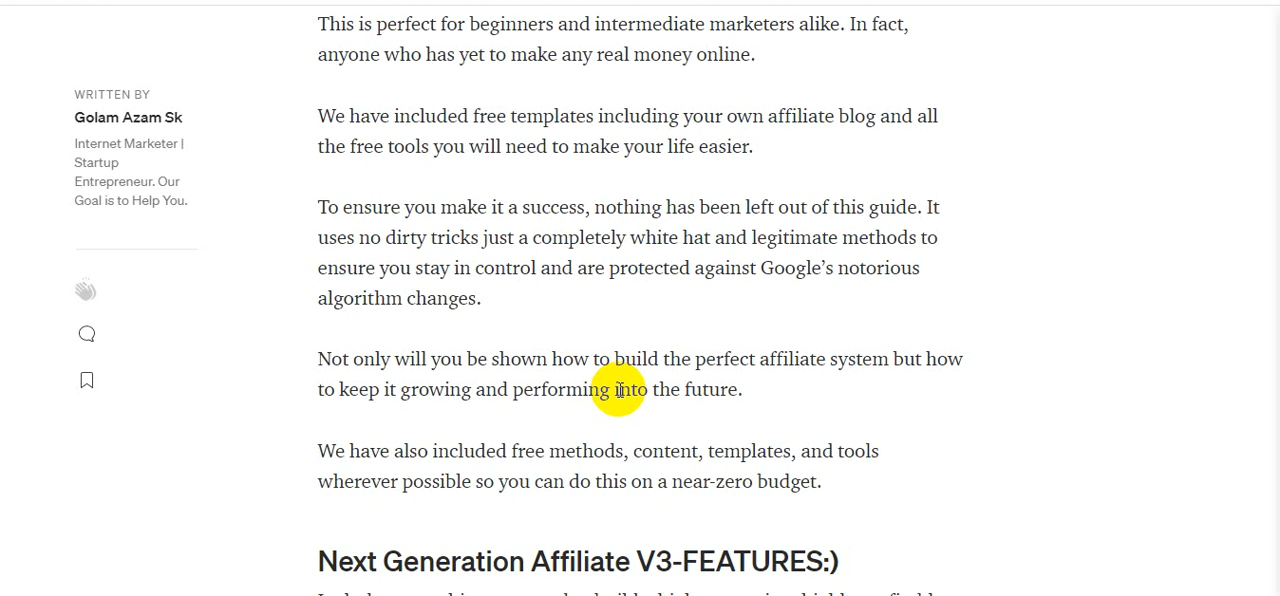 This is perfect for beginners and intermediate marketers alike. In fact,
anyone who has yet to make any real money online.
WRITTEN BY
Golam Azam Sk
Internet Marketer |
Startup
Entrepreneur. Our
Goal is to Help You.
We have included free templates including your own affiliate blog and all
the free tools you will need to make your life easier.
To ensure you make it a success, nothing has been left out of this guide. It
uses no dirty tricks just a completely white hat and legitimate methods to
ensure you stay in control and are protected against Google’s notorious
algorithm changes.
Not only will you be shown how to build the perfect affiliate system but how
to keep it growing and performing into the future.
We have also included free methods, content, templates, and tools
wherever possible so you can do this on a near-zero budget.
Next Generation Affiliate V3-FEATURES:)